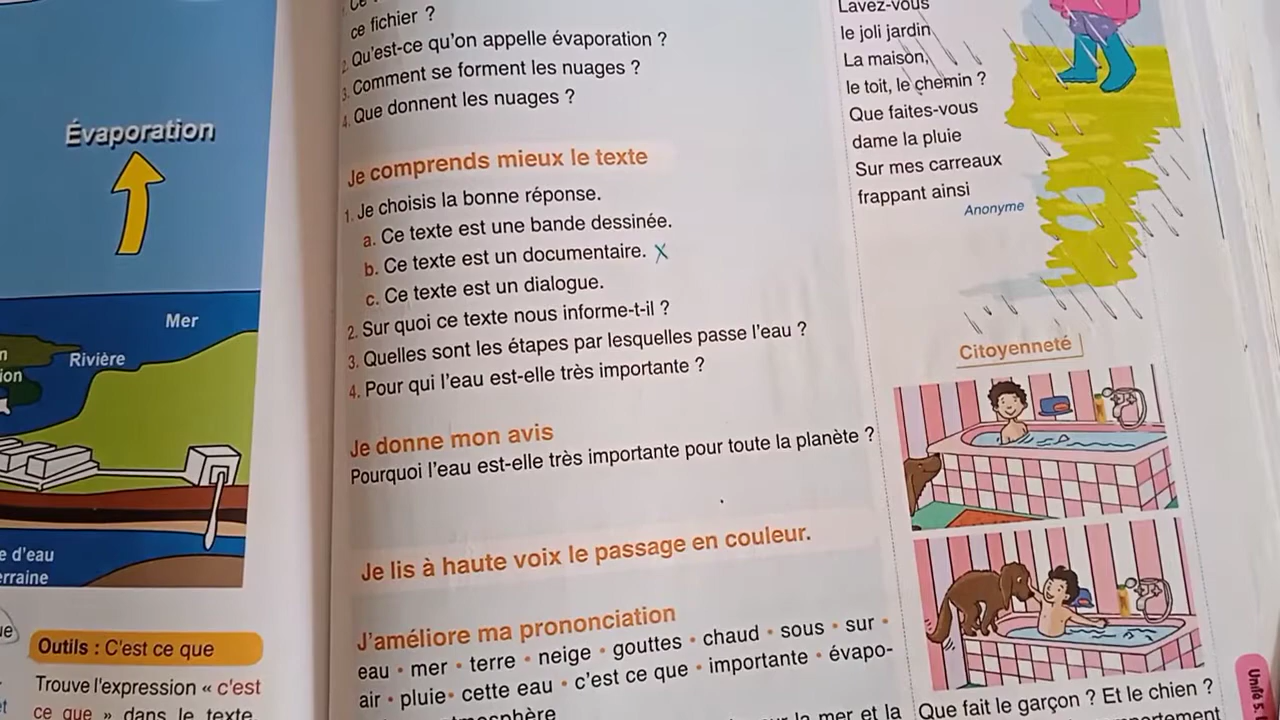 Évaporation
Mer
Rivière
ion
e d'eau
erraine
Outils : C'est ce que
Trouve l'expression « c'est
ce que » dans le texte.
ce fichier ?
2. Qu'est-ce qu'on appelle évaporation ?
3. Comment se forment les nuages ?
4. Que donnent les nuages ?
Je comprends mieux le texte
1. Je choisis la bonne réponse.
a. Ce texte est une bande dessinée.
b. Ce texte est un documentaire. X
c. Ce texte est un dialogue.
2. Sur quoi ce texte nous informe-t-il ?
3. Quelles sont les étapes par lesquelles passe l'eau ?
4. Pour qui l'eau est-elle très importante ?
Je donne mon avis
Pourquoi l'eau est-elle très importante pour toute la planète ?
Je lis à haute voix le passage en couleur.
J'améliore ma prononciation
eau • mer • terre • neige • gouttes • chaud • sous • sur •
air • pluie • cette eau • c'est ce que • importante • évapo-
la mer et la
Lavez-vous
le joli jardin
La maison,
le toit, le chemin ?
Que faites-vous
dame la pluie
Sur mes carreaux
frappant ainsi
Anonyme
Citoyenneté
Que fait le garçon ? Et le chien ?
Unité 5.